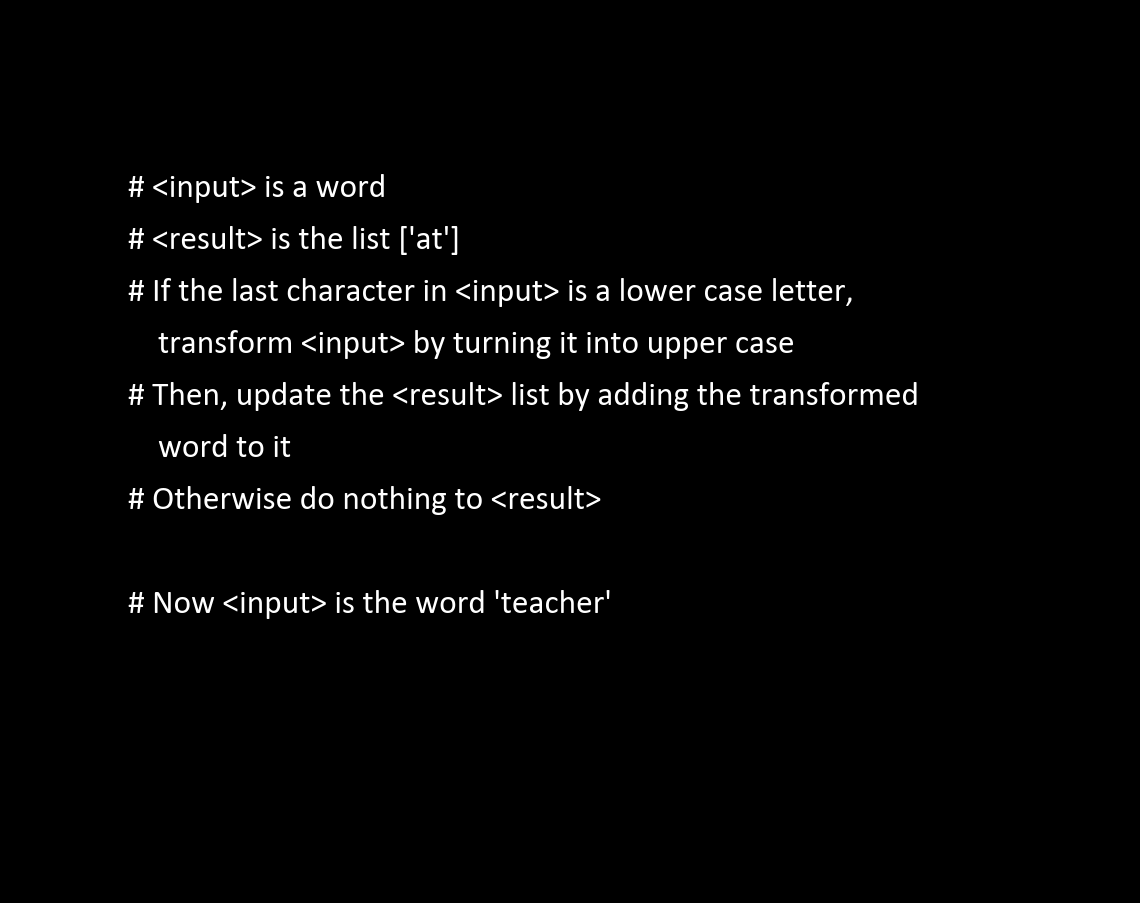 # <input> is a word
# <result> is the list ['at']
# If the last character in <input> is a lower case letter,
transform <input> by turning it into upper case
# Then, update the <result> list by adding the transformed
word to it
# Otherwise do nothing to <result>
# Now <input> is the word 'teacher'